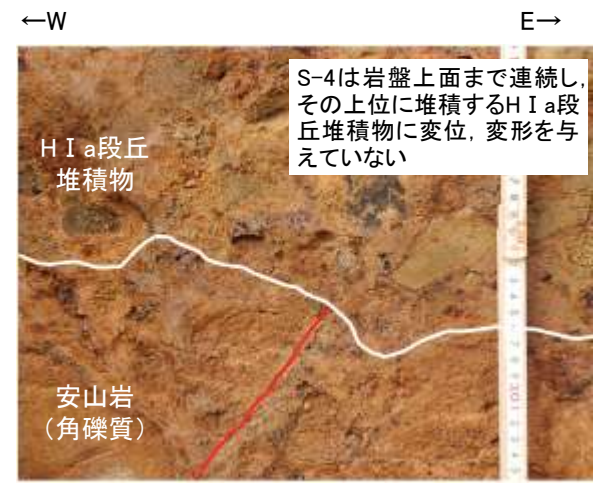 ←W
E→
S-4は岩盤上面まで連続し,
その上位に堆積するHⅠa段
丘堆積物に変位，変形を与
えていない
HⅠa段丘
堆積物
安山岩
（角礫質）